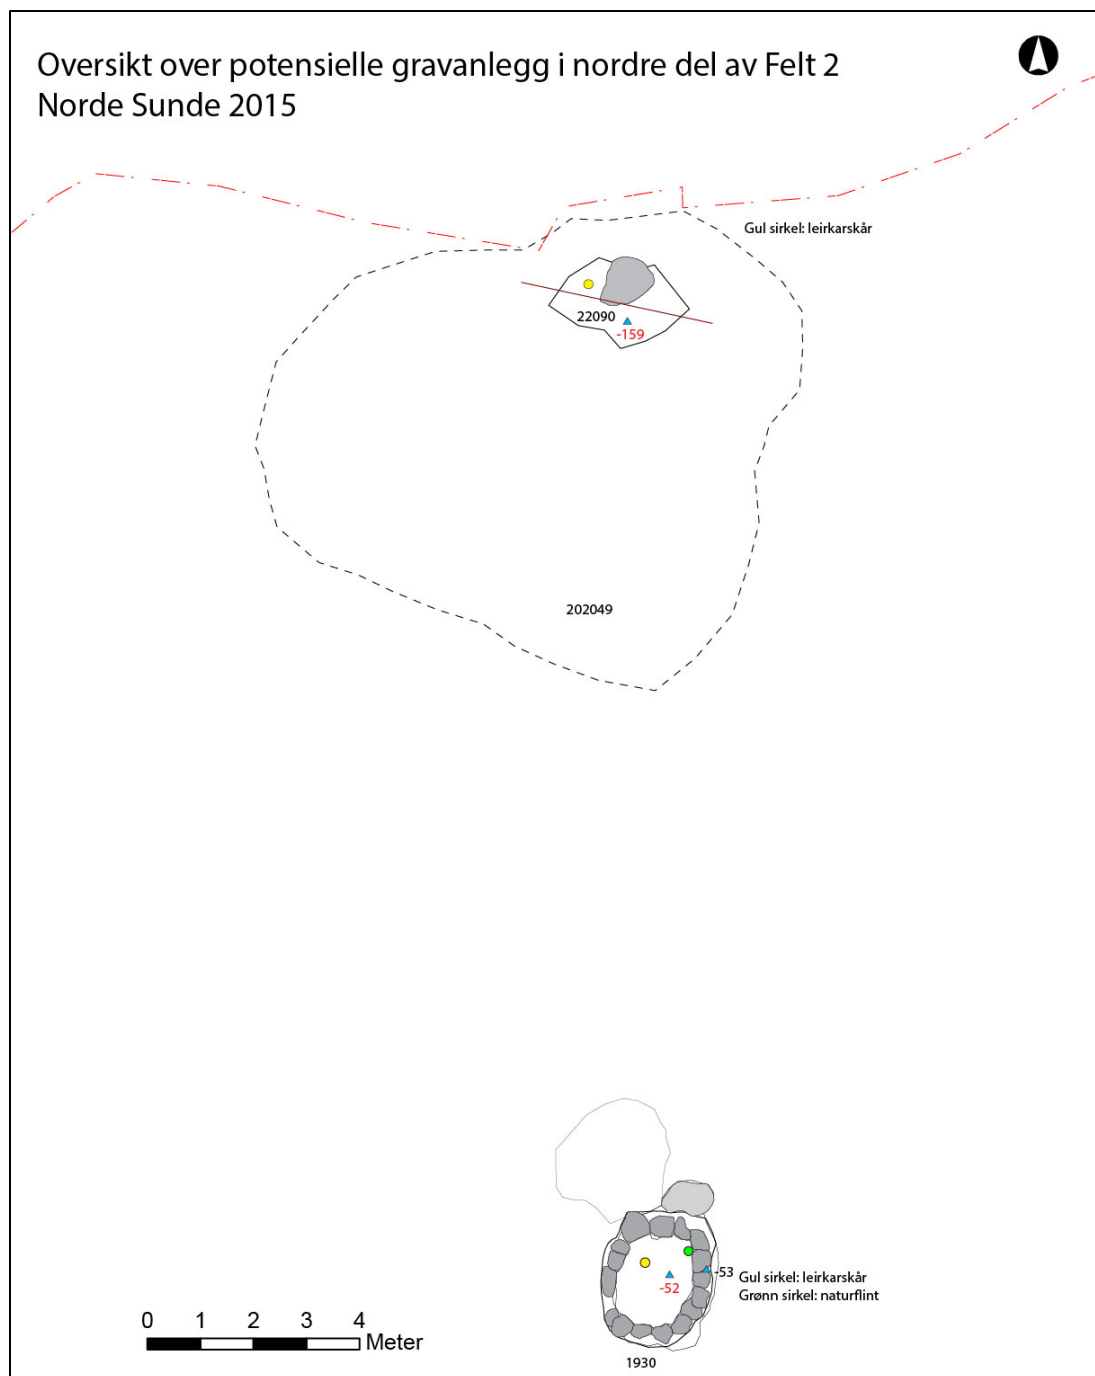 Oversikt over potensielle gravanlegg i nordre del av Felt 2
Norde Sunde 2015
Gul sirkel: leirkarskår
22090
-159
202049
-53
Gul sirkel: leirkarskår
-52
Grønn sirkel: naturflint
0 1 2 3 4
Meter
1930